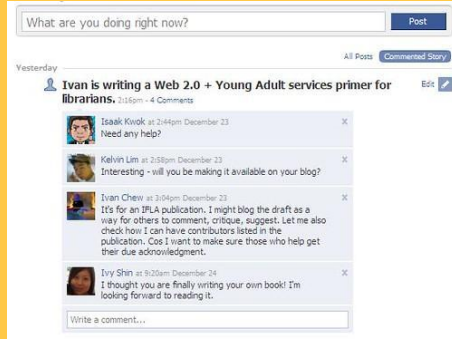 What are you doing right now?
Post
All Posts
Commented Story
Yesterday
Ivan is writing a Web 2.0 + Young Adult services primer for
librarians. 2:16pm - 4 Comments
Edit
Isaak Kwok at 2:44pm December 23
X
Need any help?
Kelvin Lim at 2:58pm December 23
X
Interesting - will you be making it available on your blog?
Ivan Chew at 3:04pm December 23
X
It's for an IFLA publication. I might blog the draft as a
way for others to comment, critique, suggest. Let me also
check how I can have contributors listed in the
publication. Cos I want to make sure those who help get
their due acknowledgment.
Ivy Shin at 9:20am December 24
X
I thought you are finally writing your own book! I'm
looking forward to reading it.
Write a comment...